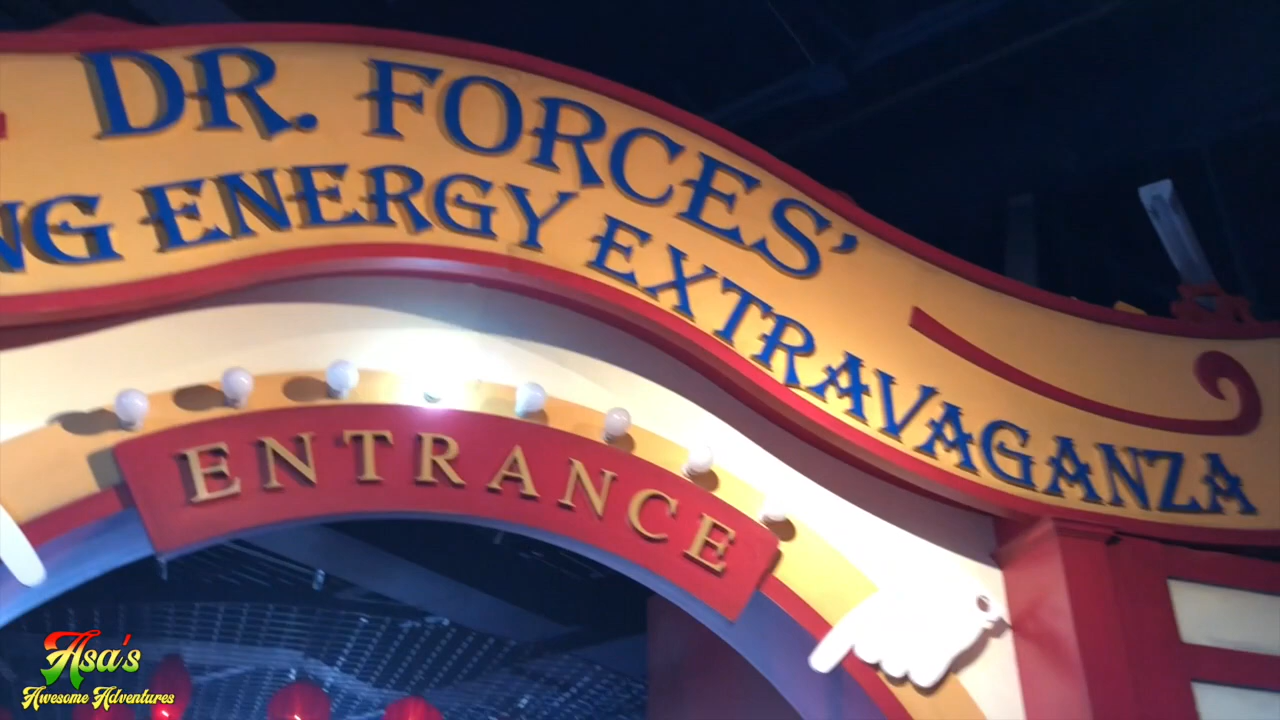 DR. FORCES'
NG ENERGY EXTRAVAGANZA
ENTRANCE
Asa's
Awesome Adventures